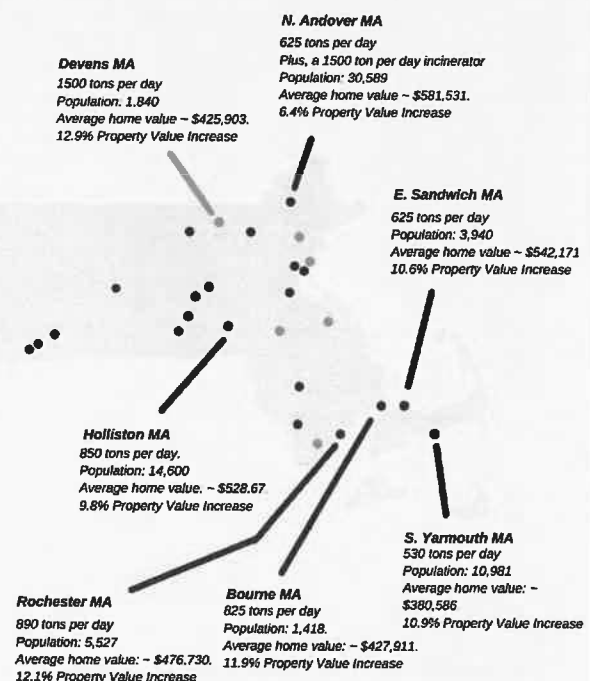 N. Andover MA
625 tons per day
Plus, a 1500 ton per day incinerator
Population: 30,589
Average home value ~ $581,531.
6.4% Property Value Increase
Devens MA
1500 tons per day
Population. 1.840
Average home value ~ $425,903.
12.9% Property Value Increase
E. Sandwich MA
625 tons per day
Population: 3,940
Average home value ~ $542,171
10.6% Property Value Increase
Holliston MA
850 tons per day.
Population: 14,600
Average home value. ~ $528.67
9.8% Property Value Increase
S. Yarmouth MA
530 tons per day
Population: 10,981
Average home value: ~
$380,586
10.9% Property Value Increase
Rochester MA
890 tons per day
Population: 5,527
Average home value: ~ $476,730.
12.1% Property Value Increase
Bourne MA
825 tons per day
Population: 1,418.
Average home value: ~ $427,911.
11.9% Property Value Increase